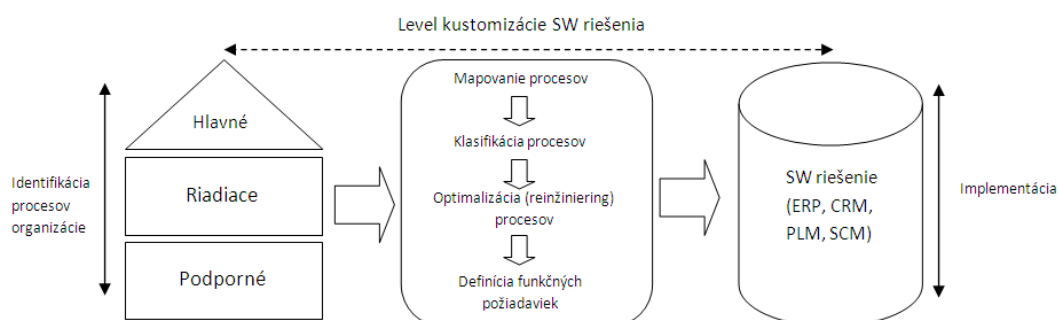 Level kustomizácie SW riešenia
Identifikácia
procesov
organizácie
Hlavné
Riadiace
Podporné
Mapovanie procesov
Klasifikácia procesov
Optimalizácia (reinžiniering)
procesov
Definícia funkčných
požiadaviek
SW riešenie
(ERP, CRM,
PLM, SCM)
Implementácia